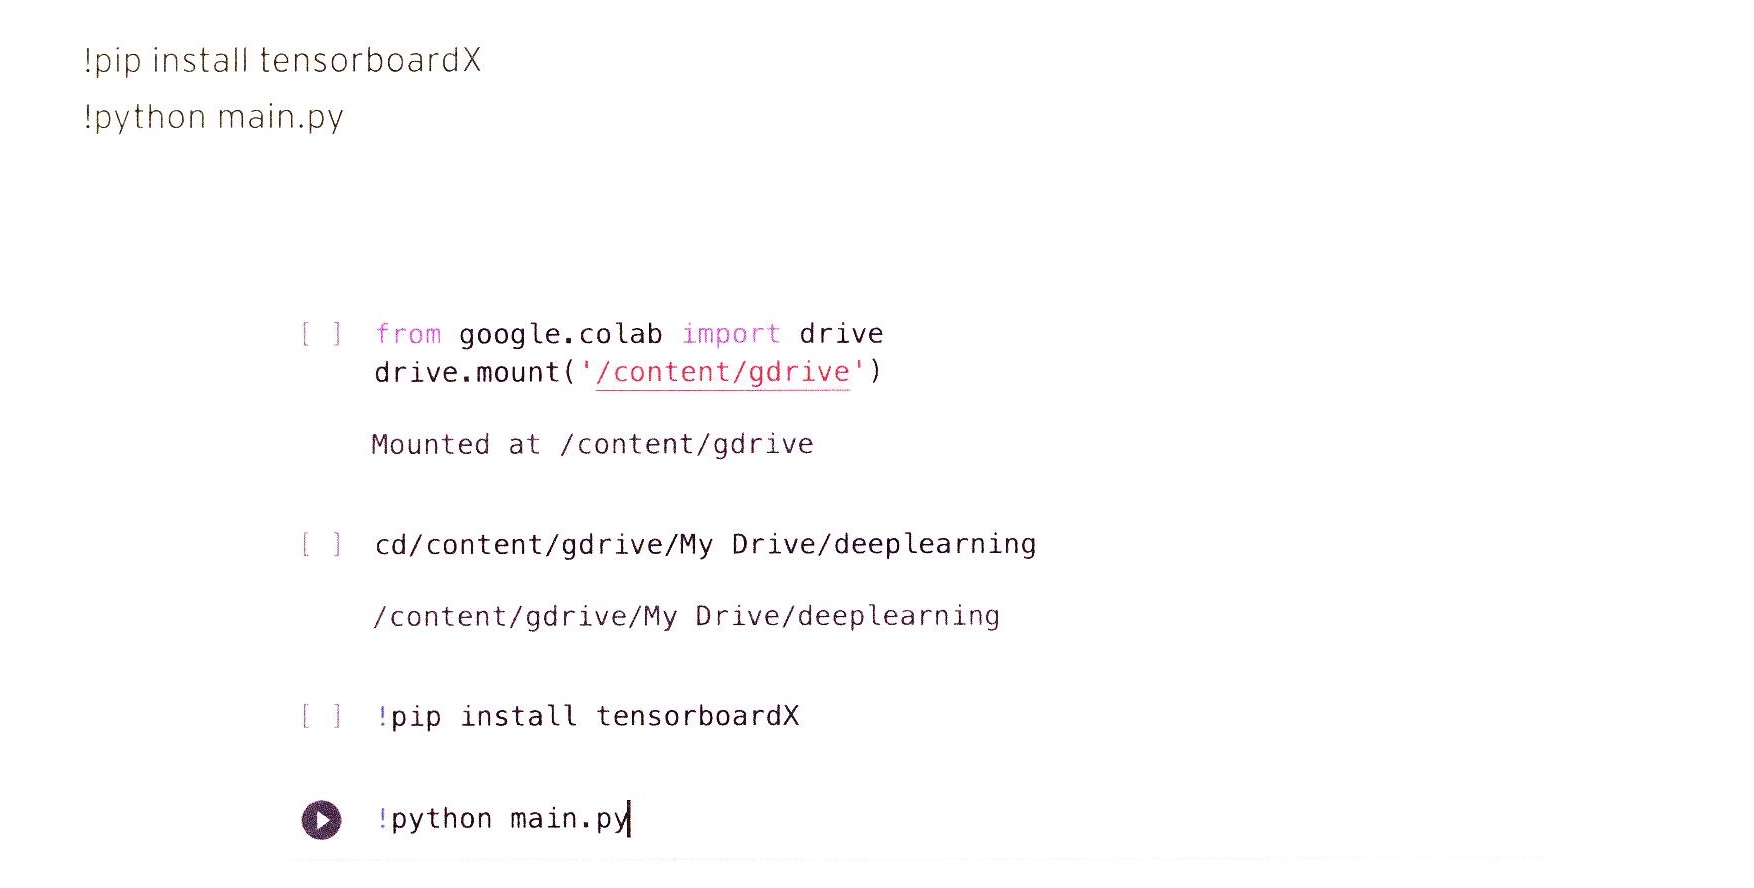 !pip install tensorboardX
!python main.py
[ ] from google.colab import drive
drive.mount('/content/gdrive')
Mounted at /content/gdrive
[ ] cd/content/gdrive/My Drive/deeplearning
/content/gdrive/My Drive/deeplearning
[ ] !pip install tensorboardX
!python main.py